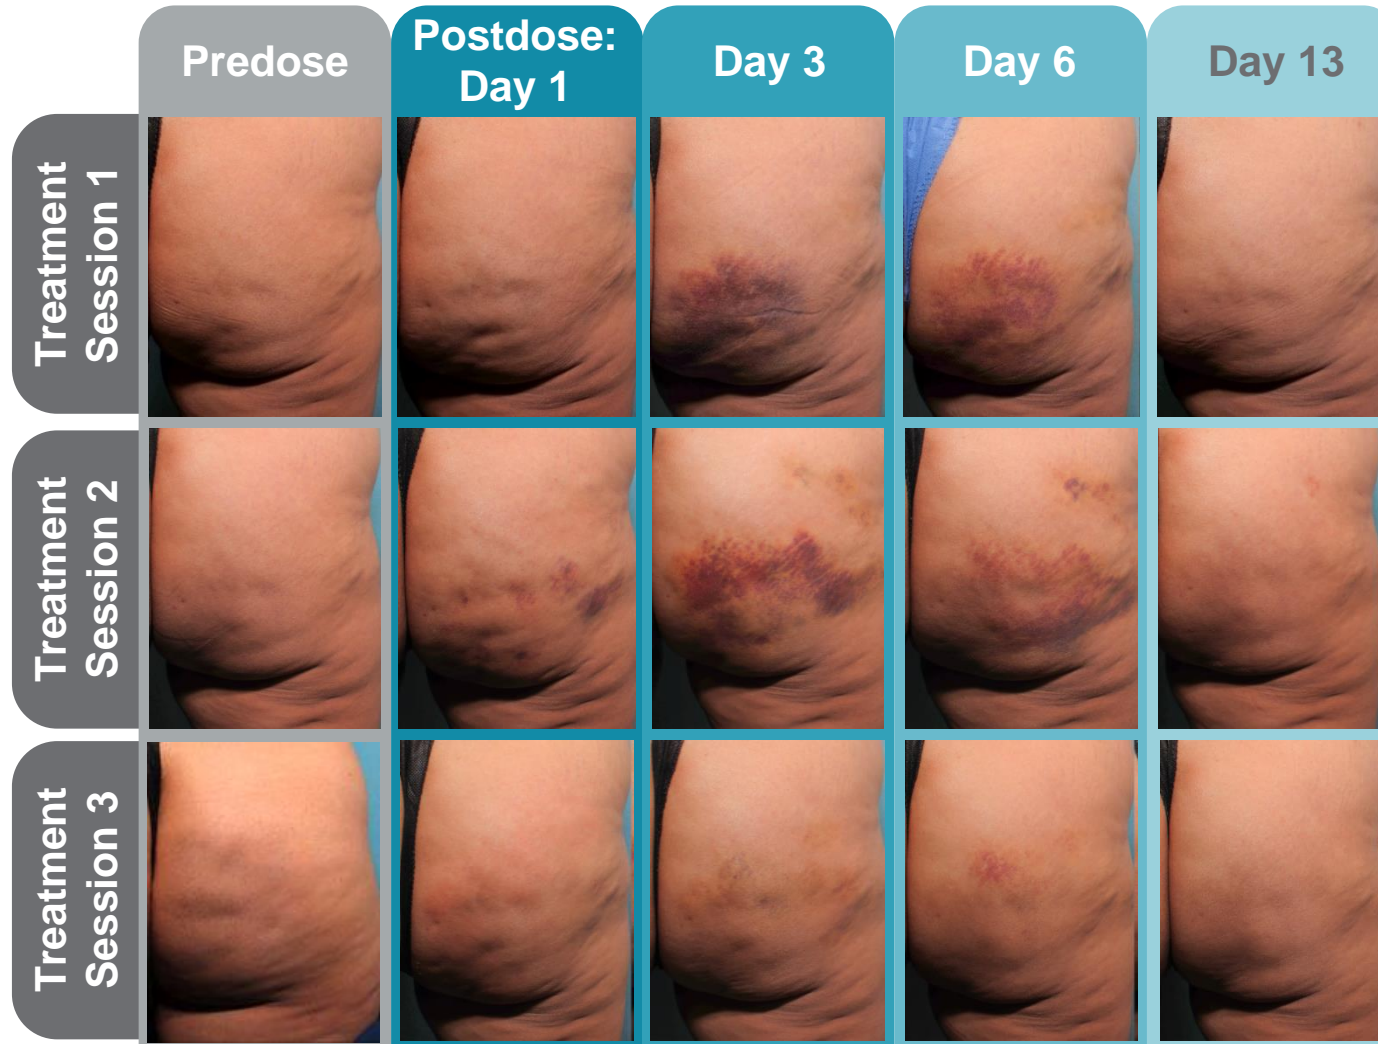 Predose
Postdose:
Day 1
Day 3
Day 6
Day 13
Treatment
Session 1
Treatment
Session 2
Treatment
Session 3